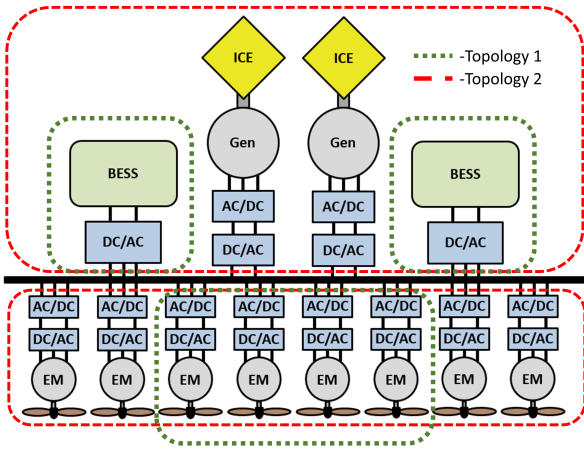 ICE ICE
-Topology 1
-Topology 2
Gen Gen
BESS BESS
AC/DC AC/DC
DC/AC DC/AC DC/AC DC/AC
AC/DC AC/DC AC/DC AC/DC AC/DC AC/DC AC/DC AC/DC
DC/AC DC/AC DC/AC DC/AC DC/AC DC/AC DC/AC DC/AC
EM EM EM EM EM EM EM EM